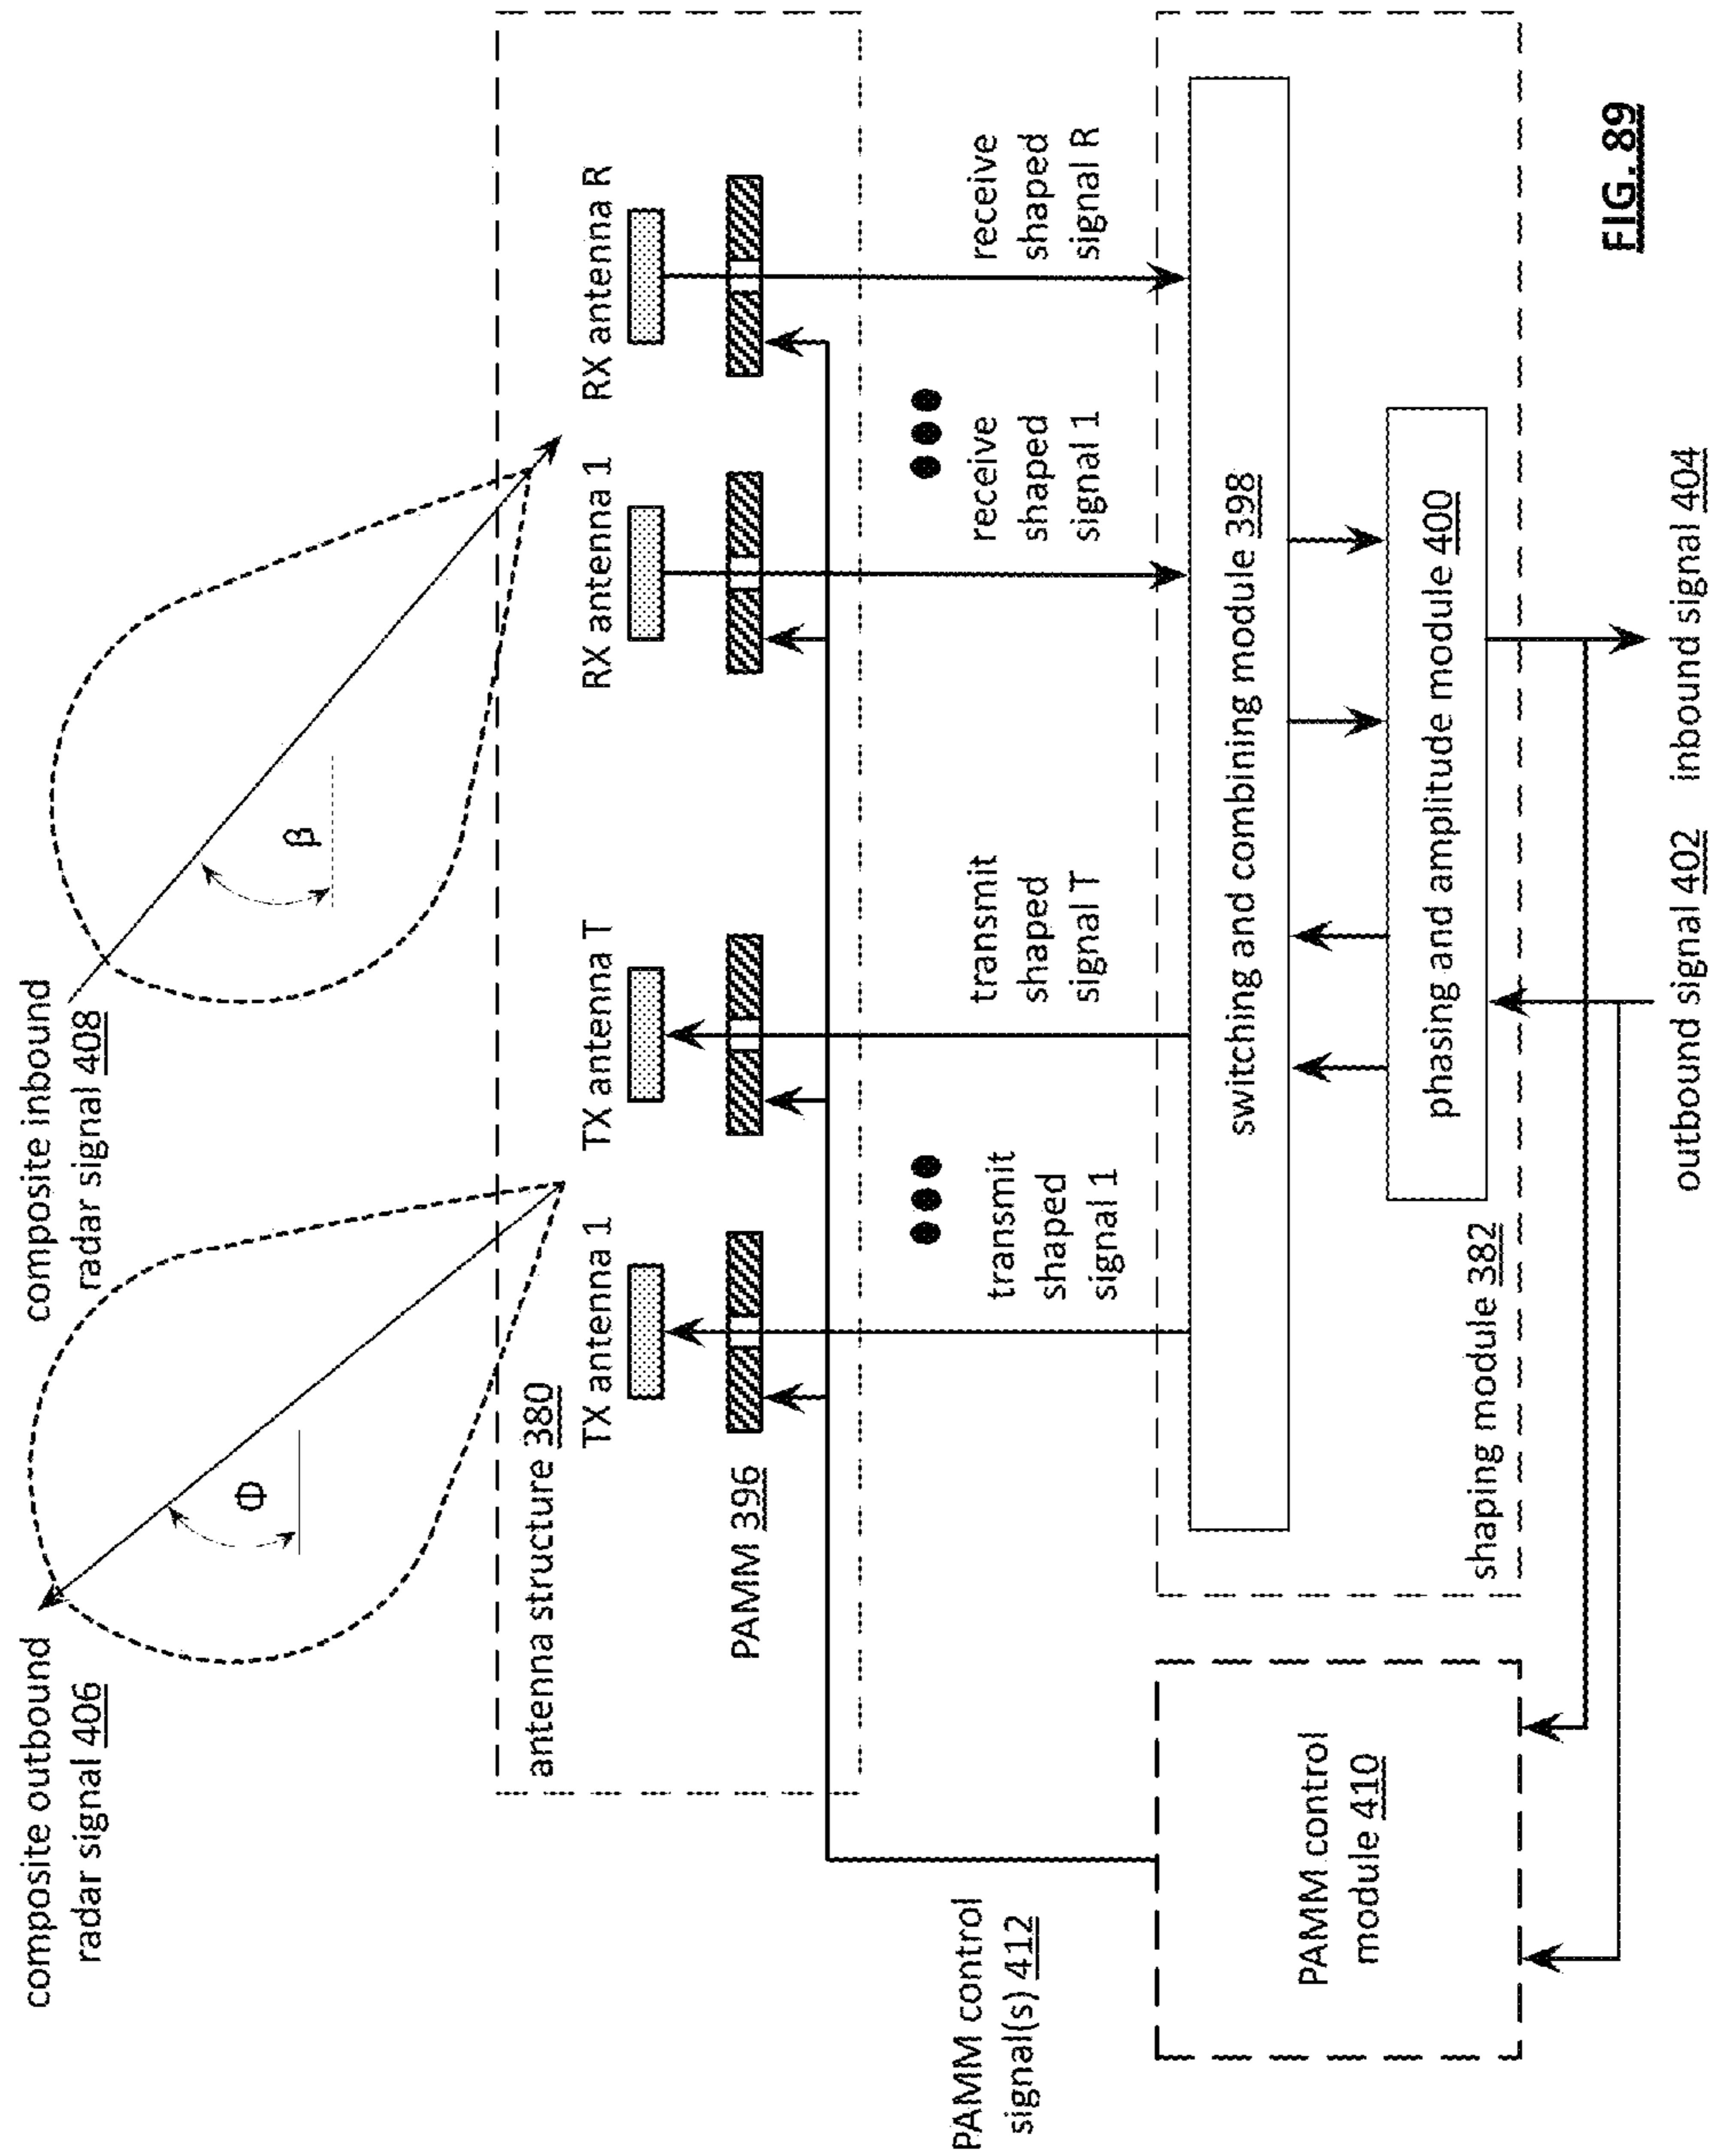 composite outbound
radar signal 406
composite inbound
radar signal 408
Φ
β
antenna structure 380
TX antenna 1
TX antenna T
RX antenna 1
RX antenna R
PAMM 396
PAMM control
signal(s) 412
transmit
shaped
signal 1
transmit
shaped
signal T
receive
shaped
signal 1
receive
shaped
signal R
switching and combining module 398
phasing and amplitude module 400
shaping module 382
PAMM control
module 410
outbound signal 402
inbound signal 404
FIG. 89